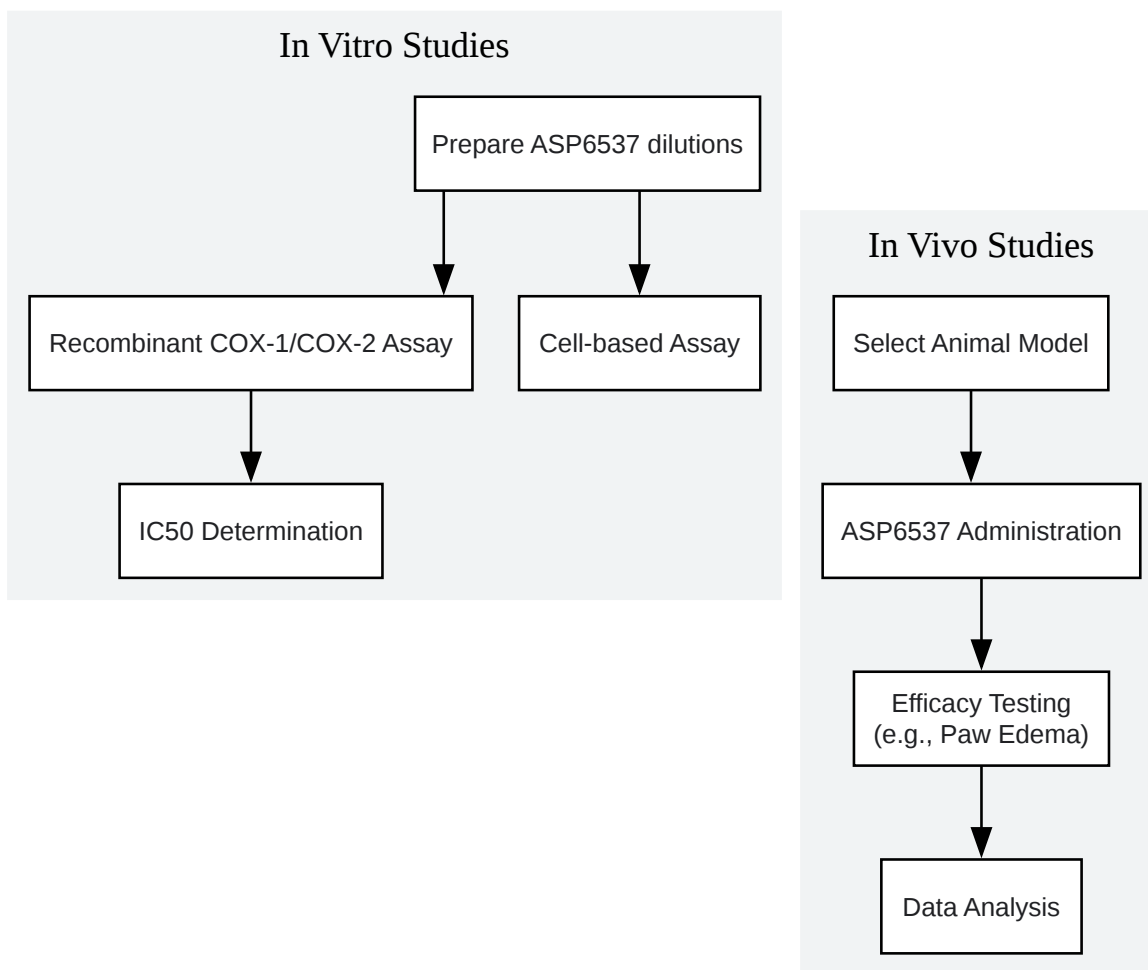 In Vitro Studies
Prepare ASP6537 dilutions
Recombinant COX-1/COX-2 Assay
Cell-based Assay
IC50 Determination
In Vivo Studies
Select Animal Model
ASP6537 Administration
Efficacy Testing
(e.g., Paw Edema)
Data Analysis